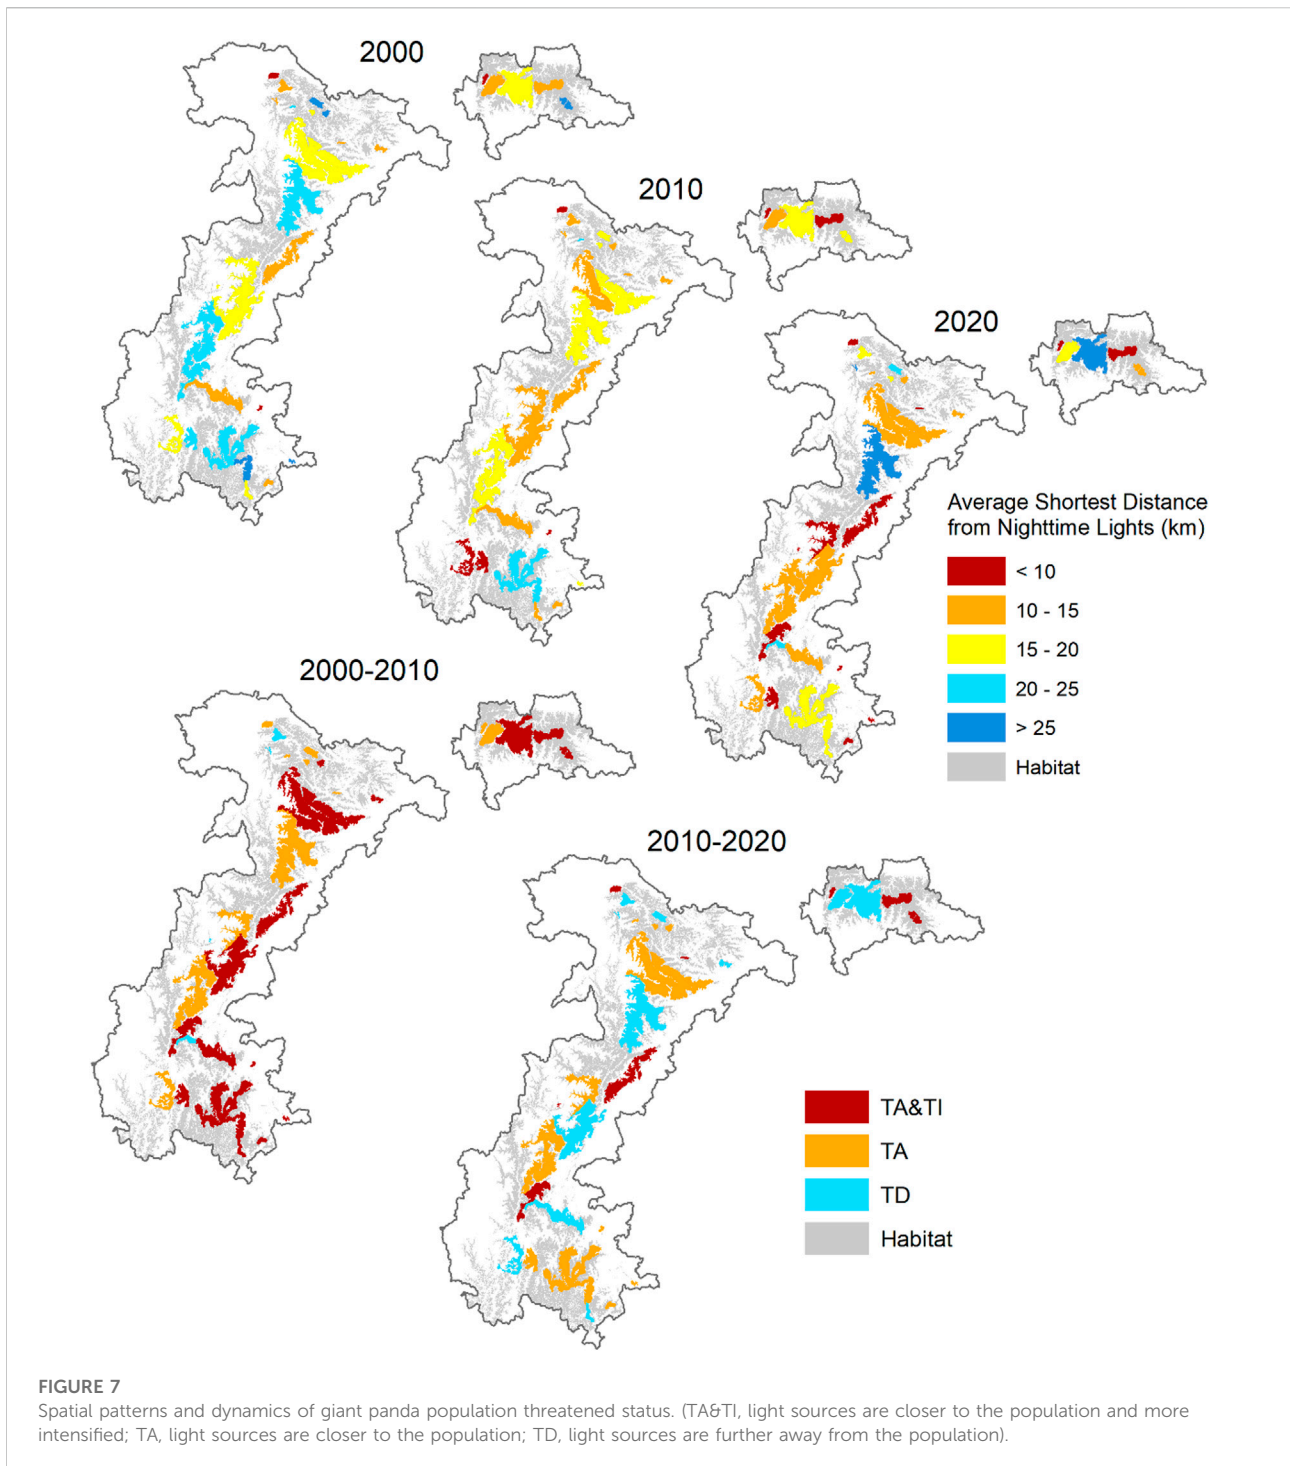 2000
2010
2020
Average Shortest Distance
from Nighttime Lights (km)
< 10
10 - 15
15 - 20
20 - 25
> 25
Habitat
2000-2010
2010-2020
TA&TI
TA
TD
Habitat
FIGURE 7
Spatial patterns and dynamics of giant panda population threatened status. (TA&TI, light sources are closer to the population and more
intensified; TA, light sources are closer to the population; TD, light sources are further away from the population).